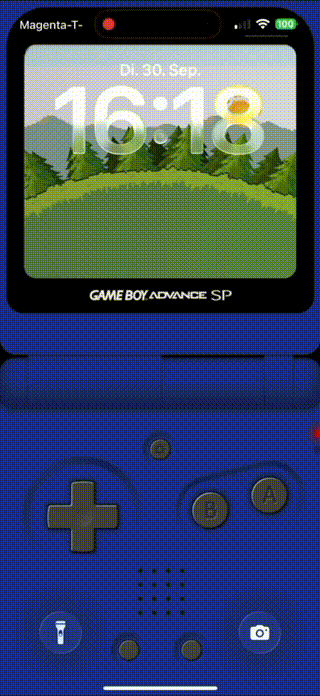 Magenta-T-
100
Di. 30. Sep.
16:18
GAME BOY ADVANCE SP
B
A